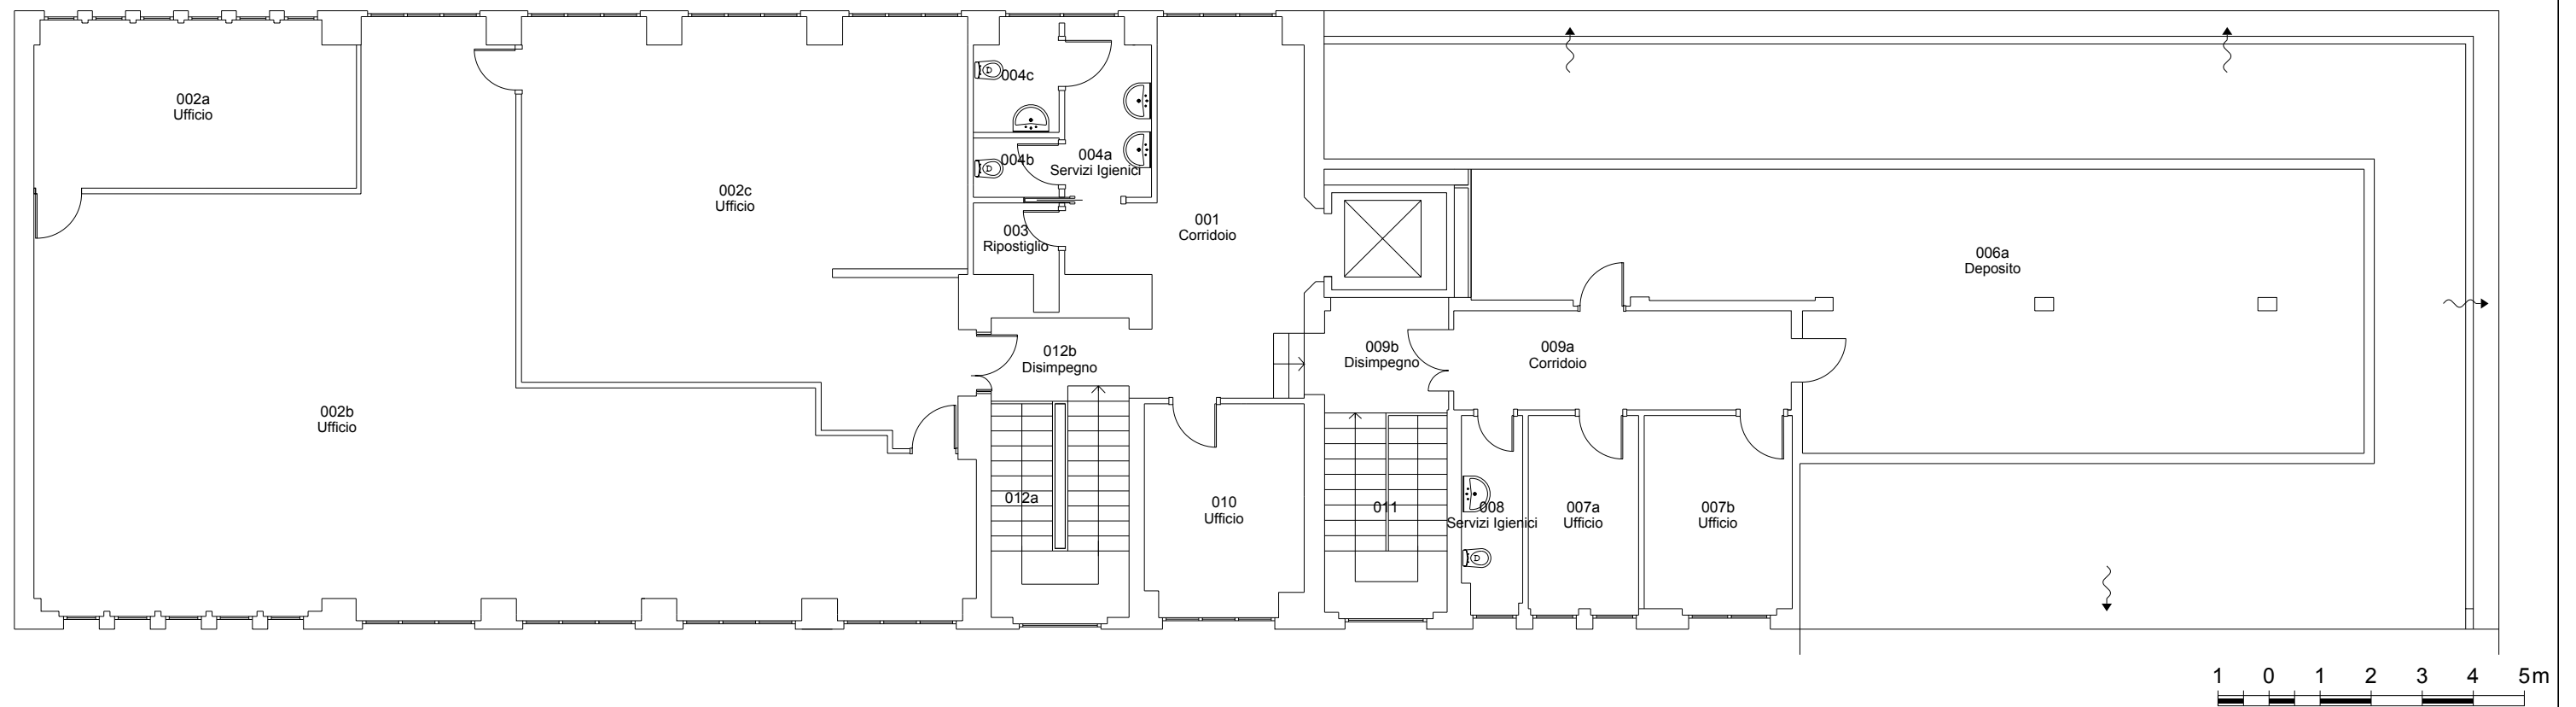 002a
Ufficio
002b
Ufficio
002c
Ufficio
004c
004b
004a
Servizi Igienici
003
Ripostiglio
001
Corridoio
012b
Disimpegno
012a
010
Ufficio
009b
Disimpegno
009a
Corridoio
006a
Deposito
011
008
Servizi Igienici
007a
Ufficio
007b
Ufficio
1 0 1 2 3 4 5m